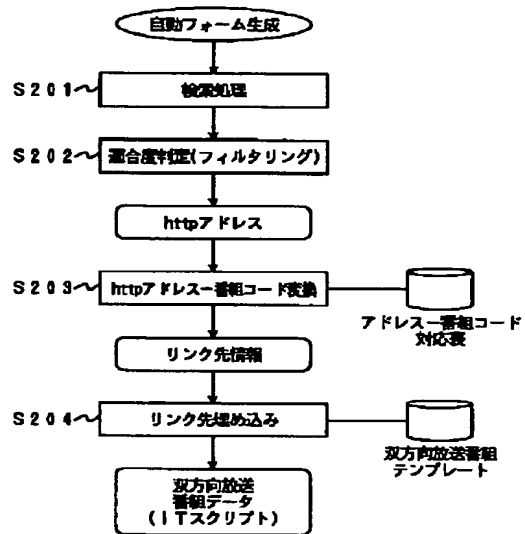 自動フォーム生成
S201
検索処理
S202
適合度判定(フィルタリング)
httpアドレス
S203
httpアドレスー番組コード変換
アドレスー番組コード
対応表
リンク先情報
S204
リンク先埋め込み
双方向放送番組
テンプレート
双方向放送
番組データ
(ITスクリプト)